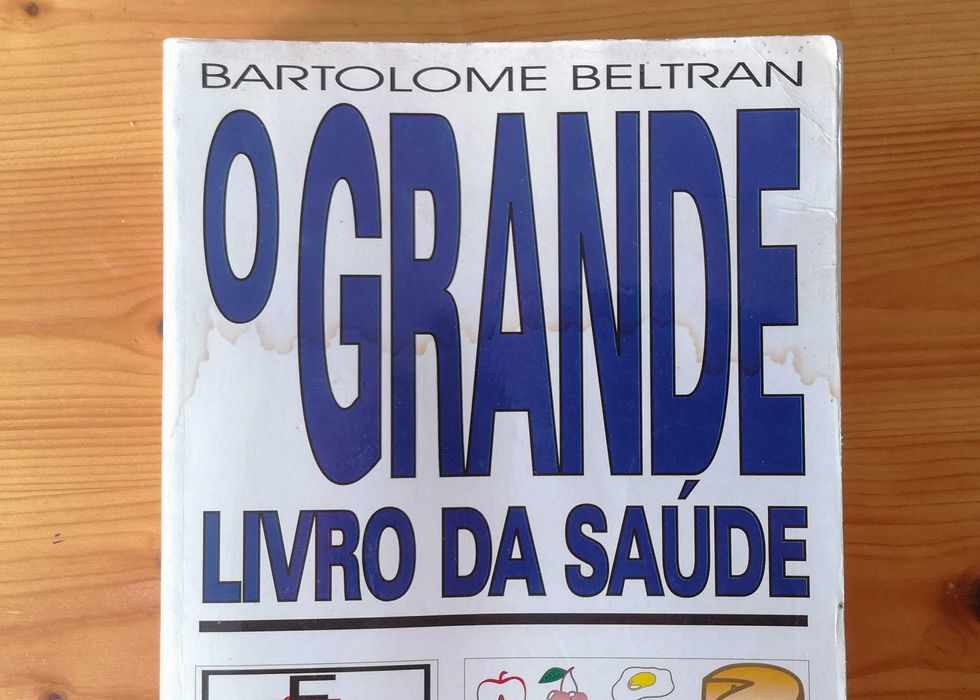 BARTOLOME BELTRAN
O GRANDE
LIVRO DA SAÚDE
E